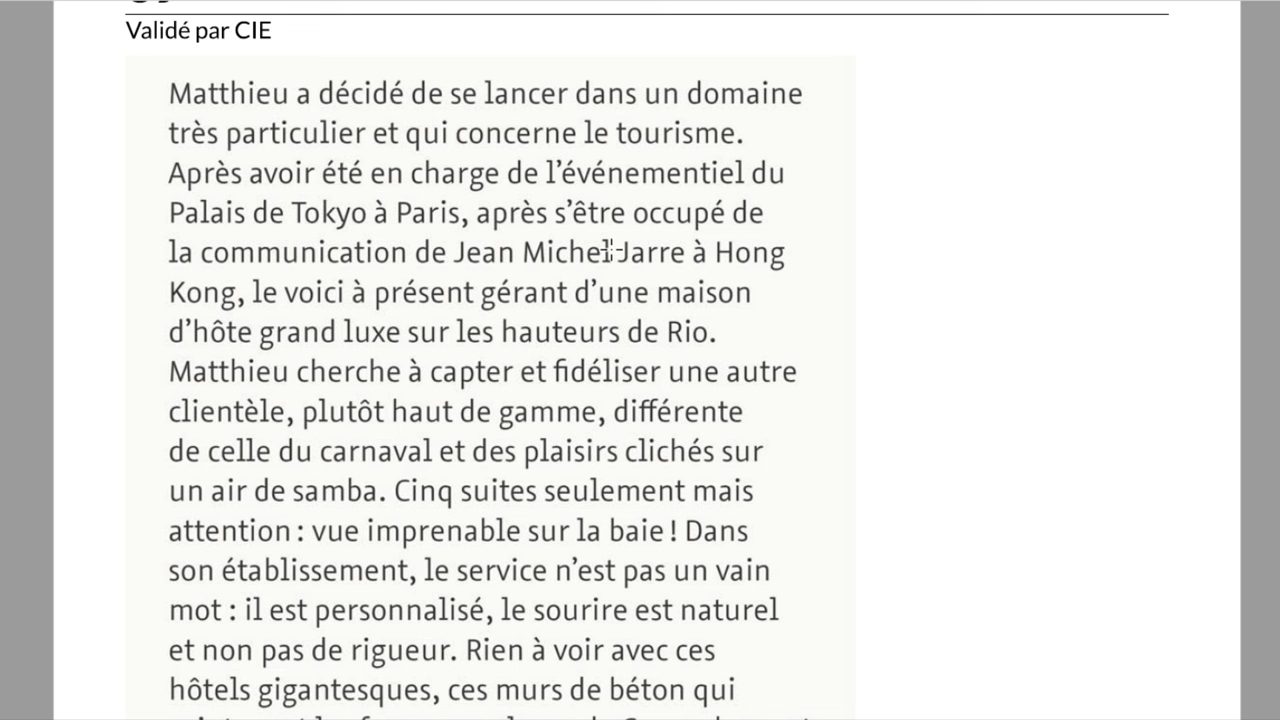 Validé par CIE
Matthieu a décidé de se lancer dans un domaine
très particulier et qui concerne le tourisme.
Après avoir été en charge de l’événementiel du
Palais de Tokyo à Paris, après s’être occupé de
la communication de Jean Michel Jarre à Hong
Kong, le voici à présent gérant d’une maison
d’hôte grand luxe sur les hauteurs de Rio.
Matthieu cherche à capter et fidéliser une autre
clientèle, plutôt haut de gamme, différente
de celle du carnaval et des plaisirs clichés sur
un air de samba. Cinq suites seulement mais
attention : vue imprenable sur la baie ! Dans
son établissement, le service n’est pas un vain
mot : il est personnalisé, le sourire est naturel
et non pas de rigueur. Rien à voir avec ces
hôtels gigantesques, ces murs de béton qui